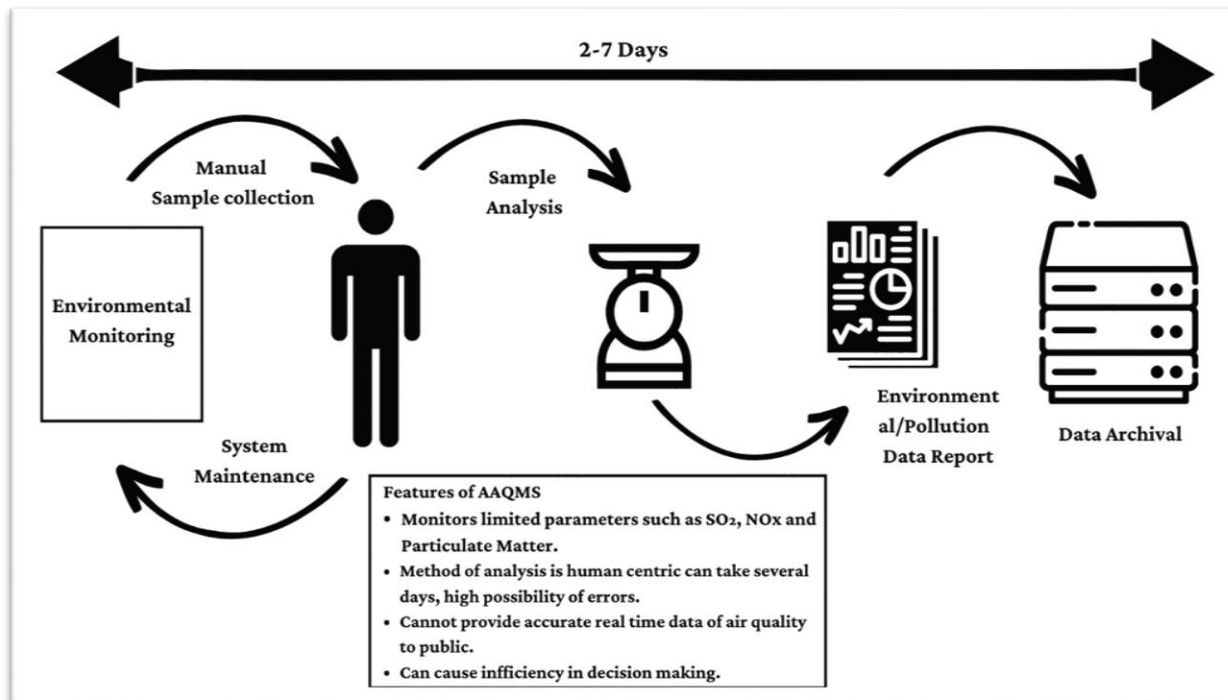 2-7 Days
Manual
Sample collection
Sample
Analysis
Environmental
Monitoring
System
Maintenance
Environment
al/Pollution
Data Report
Data Archival
Features of AAQMS
• Monitors limited parameters such as SO₂, NOx and
Particulate Matter.
• Method of analysis is human centric can take several
days, high possibility of errors.
• Cannot provide accurate real time data of air quality
to public.
• Can cause infficiency in decision making.